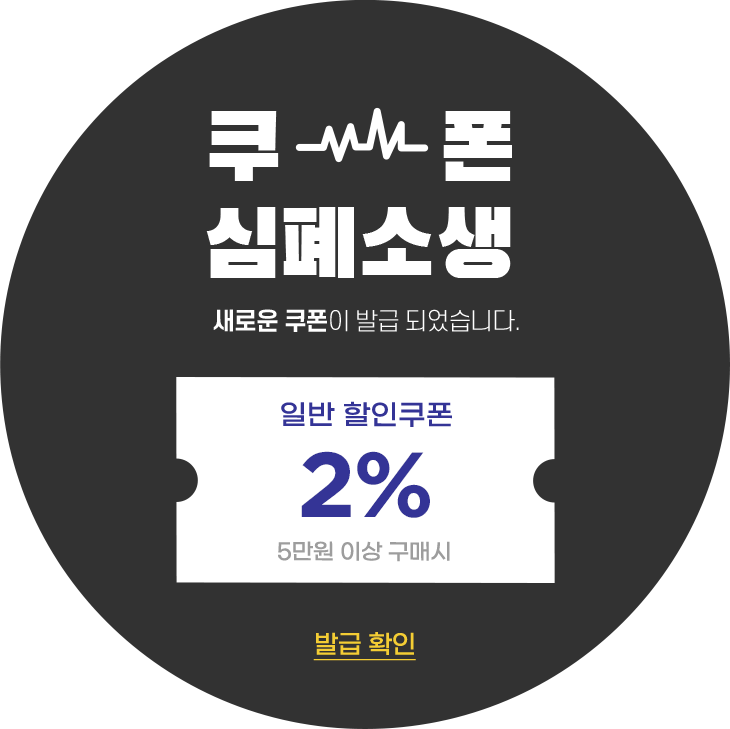 쿠폰
심폐소생
새로운 쿠폰이 발급 되었습니다.
일반 할인쿠폰
2%
5만원 이상 구매시
발급 확인